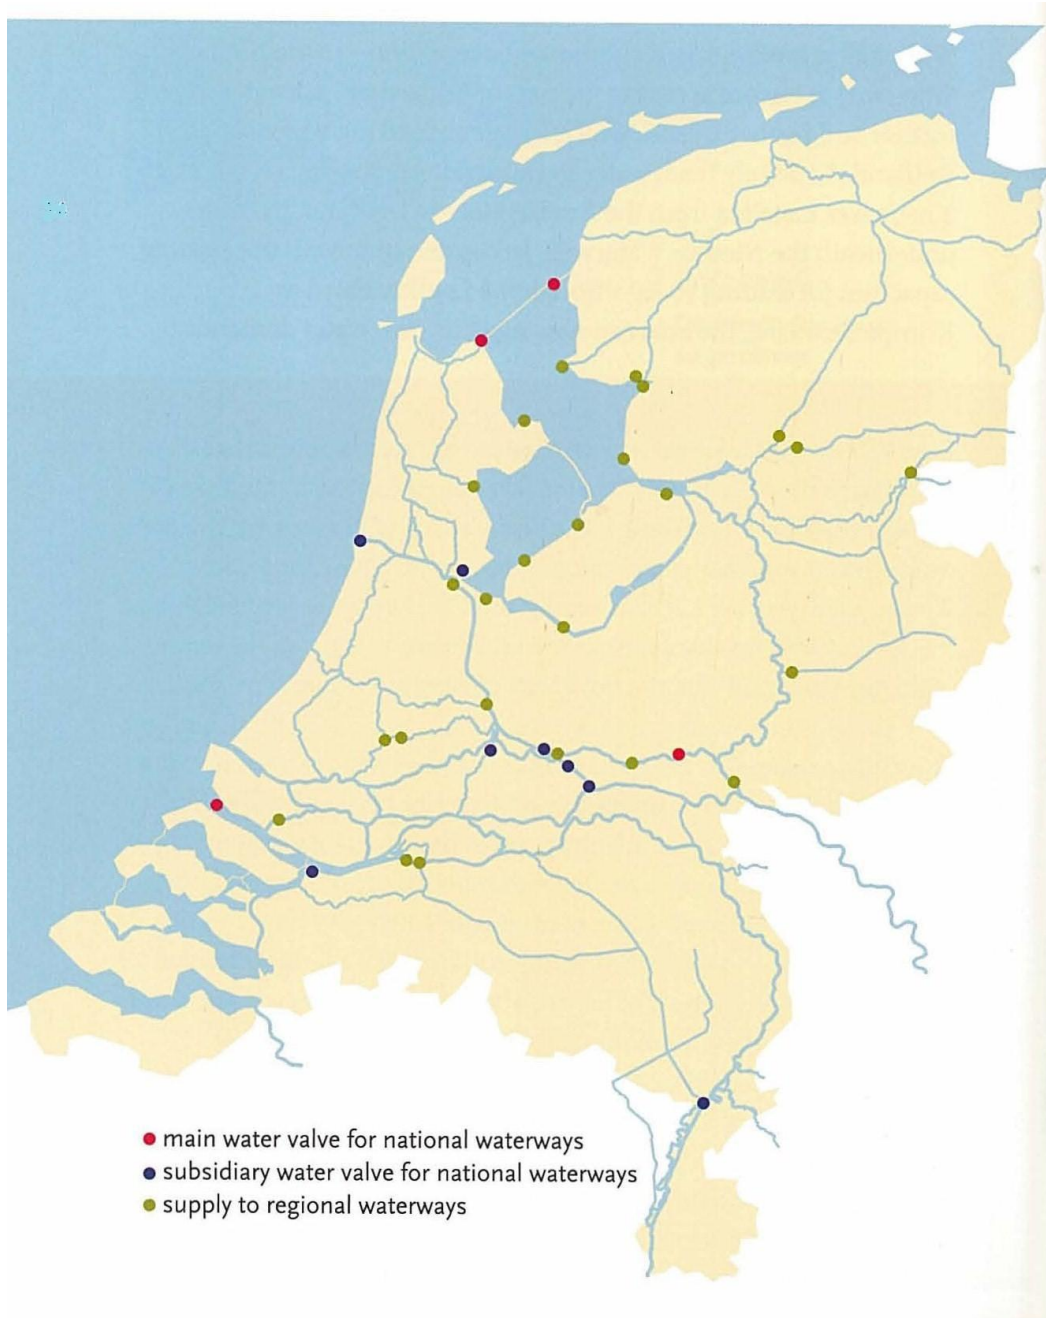 main water valve for national waterways
subsidiary water valve for national waterways
supply to regional waterways